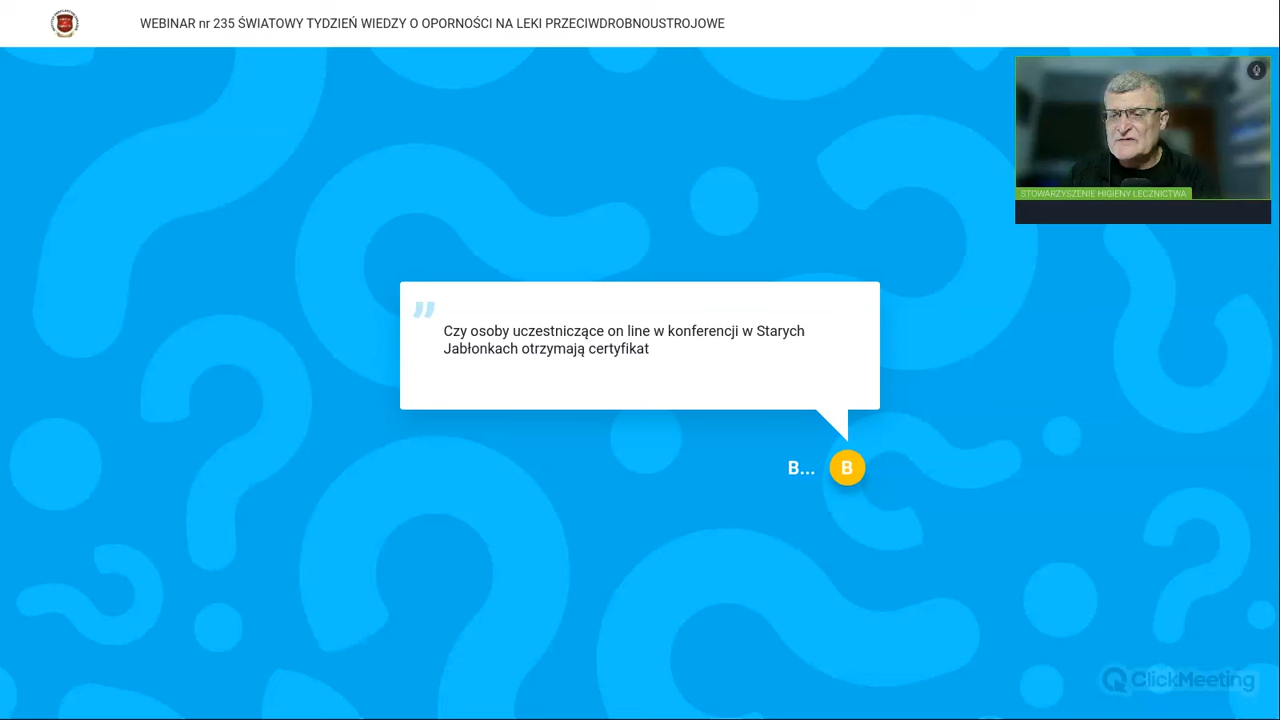 WEBINAR nr 235 ŚWIATOWY TYDZIEŃ WIEDZY O OPORNOŚCI NA LEKI PRZECIWDROBNOUSTROJOWE
STOWARZYSZENIE HIGIENY LECZNICTWA
Czy osoby uczestniczące on line w konferencji w Starych
Jabłonkach otrzymają certyfikat
B... B
ClickMeeting